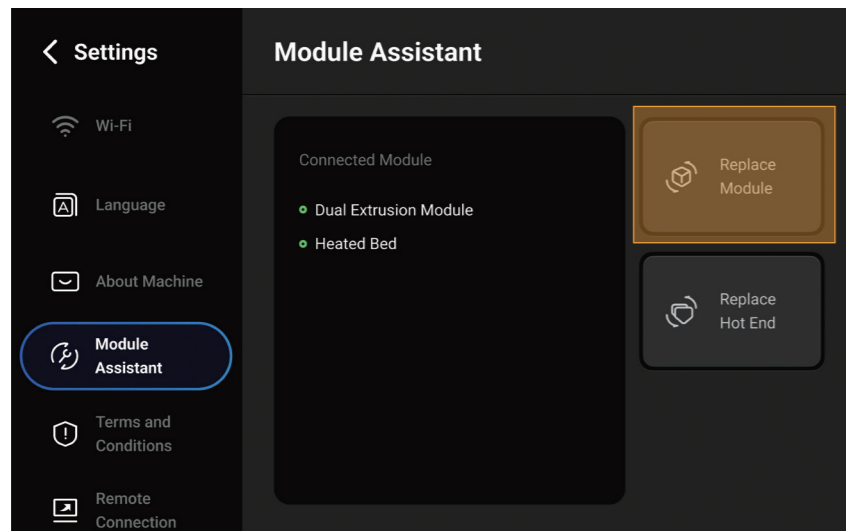 Settings
Module Assistant
Wi-Fi
Language
About Machine
Module
Assistant
Terms and
Conditions
Remote
Connection
Connected Module
Dual Extrusion Module
Heated Bed
Replace
Module
Replace
Hot End